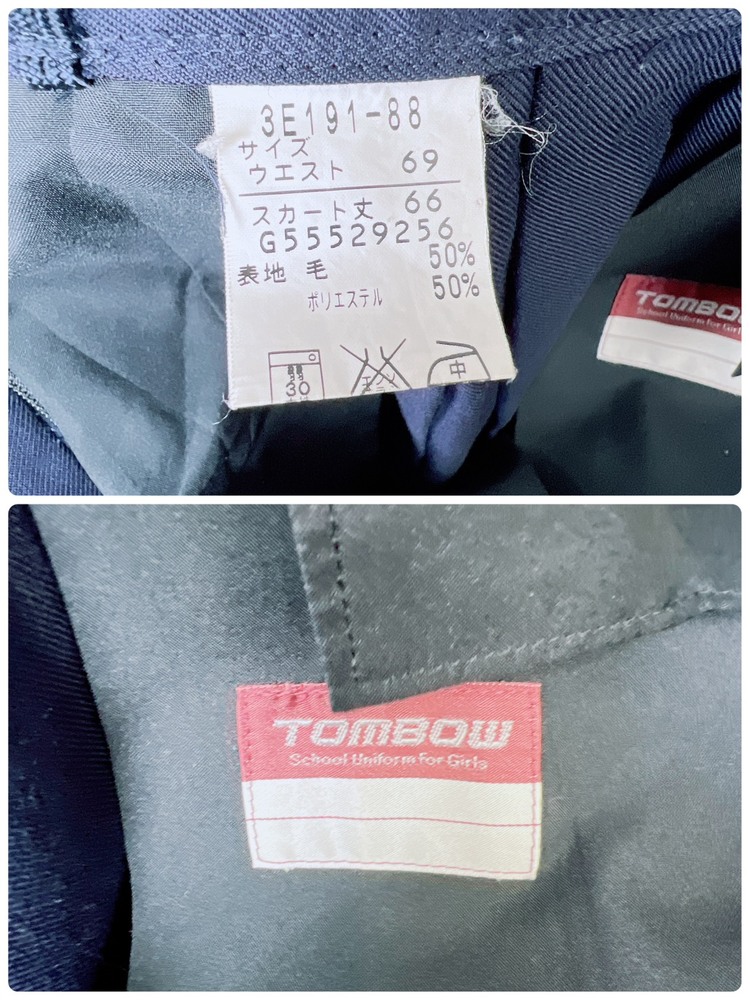 3E191-88
サイズ
ウエスト 69
スカート丈 66
G55529256
表地 毛 50%
ポリエステル 50%
30
中
TOMBO
School Uniform for Girls
TOMBOW
School Uniform for Girls